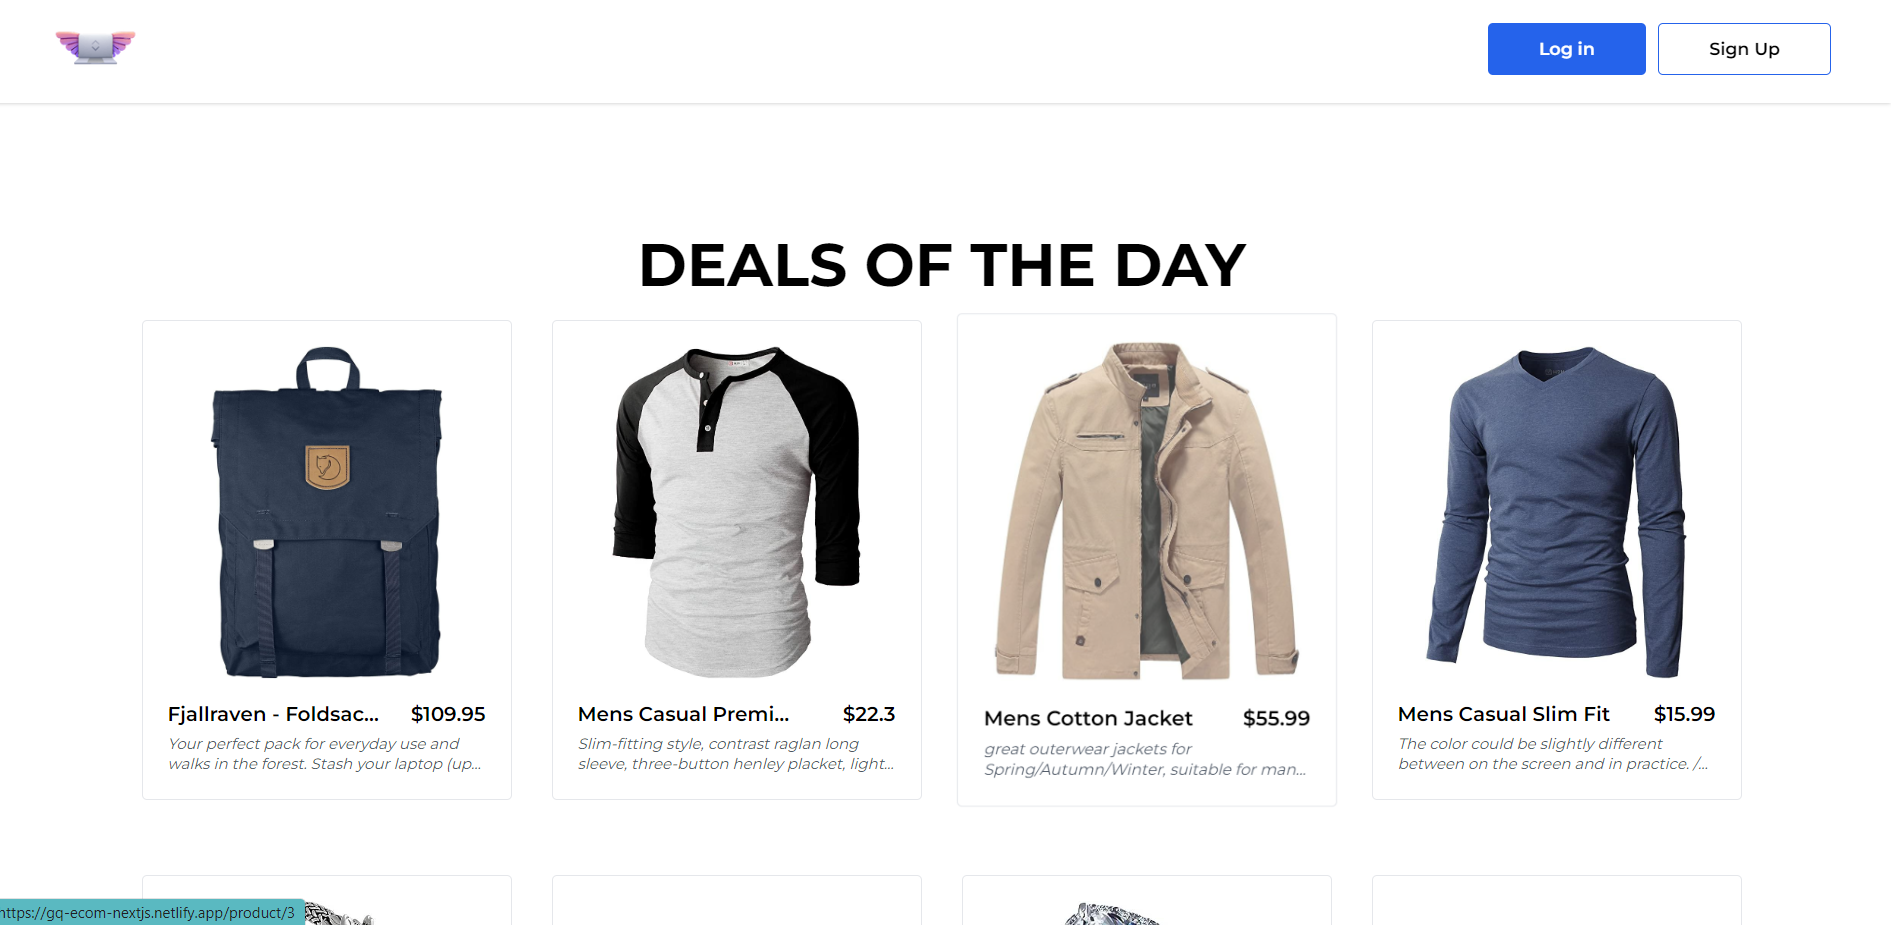 Log in
Sign Up
DEALS OF THE DAY
Fjallraven - Foldsac... $109.95
Your perfect pack for everyday use and
walks in the forest. Stash your laptop (up...
Mens Casual Premi... $22.3
Slim-fitting style, contrast raglan long
sleeve, three-button henley placket, light...
Mens Cotton Jacket $55.99
great outerwear jackets for
Spring/Autumn/Winter, suitable for man...
Mens Casual Slim Fit $15.99
The color could be slightly different
between on the screen and in practice. /...
https://gq-ecom-nextjs.netlify.app/product/3